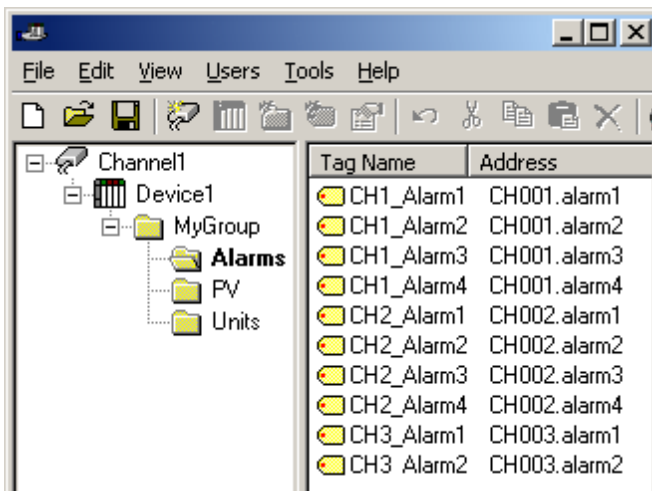 File Edit View Users Tools Help
Channel1
Device1
MyGroup
Alarms
PV
Units
Tag Name Address
CH1_Alarm1 CH001.alarm1
CH1_Alarm2 CH001.alarm2
CH1_Alarm3 CH001.alarm3
CH1_Alarm4 CH001.alarm4
CH2_Alarm1 CH002.alarm1
CH2_Alarm2 CH002.alarm2
CH2_Alarm3 CH002.alarm3
CH2_Alarm4 CH002.alarm4
CH3_Alarm1 CH003.alarm1
CH3 Alarm2 CH003.alarm2